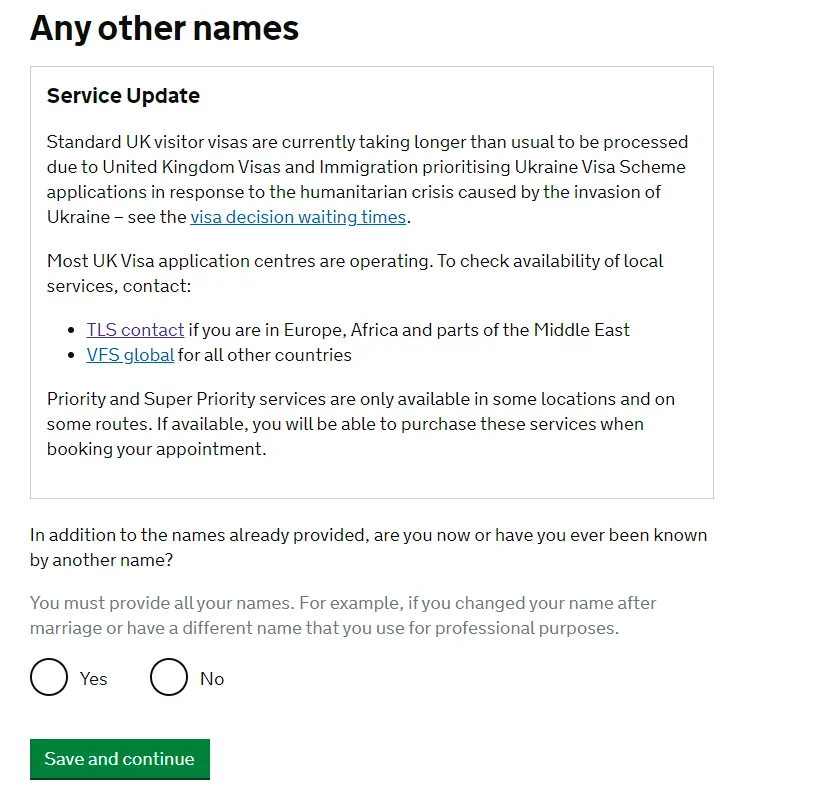 Any other names
Service Update
Standard UK visitor visas are currently taking longer than usual to be processed
due to United Kingdom Visas and Immigration prioritising Ukraine Visa Scheme
applications in response to the humanitarian crisis caused by the invasion of
Ukraine – see the visa decision waiting times.
Most UK Visa application centres are operating. To check availability of local
services, contact:
• TLS contact if you are in Europe, Africa and parts of the Middle East
• VFS global for all other countries
Priority and Super Priority services are only available in some locations and on
some routes. If available, you will be able to purchase these services when
booking your appointment.
In addition to the names already provided, are you now or have you ever been known
by another name?
You must provide all your names. For example, if you changed your name after
marriage or have a different name that you use for professional purposes.
Yes No
Save and continue